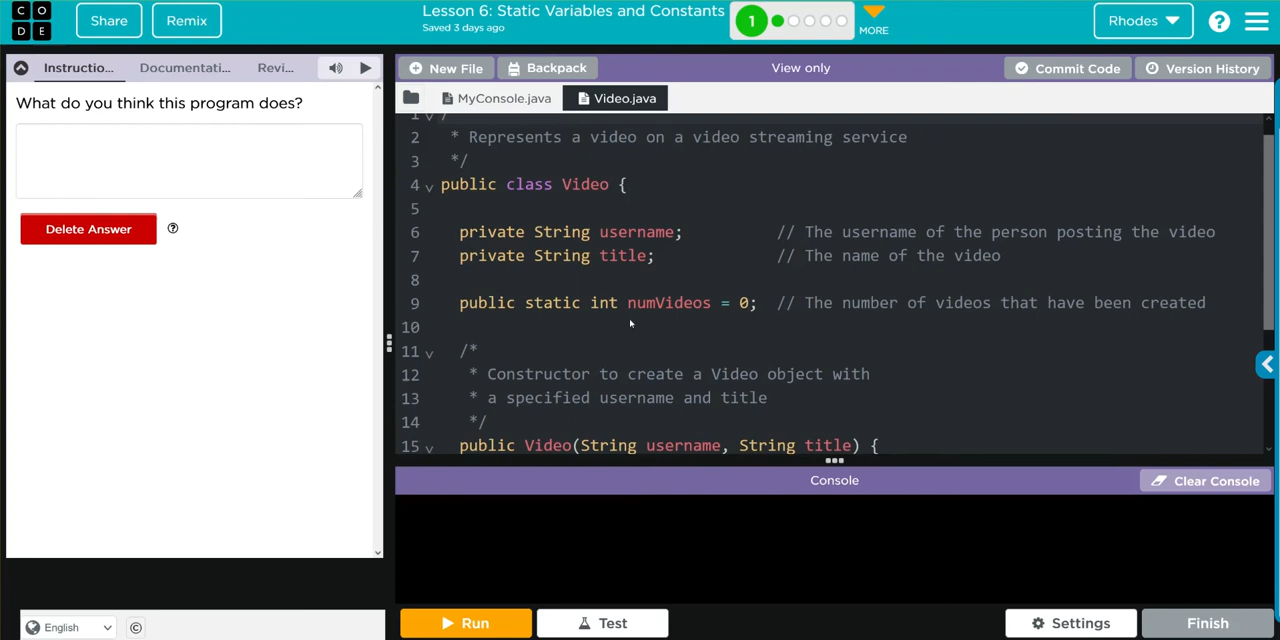 C O
D E
Share
Remix
Lesson 6: Static Variables and Constants
Saved 3 days ago
1
MORE
Rhodes
?
Instructio...
Documentati...
Revi...
New File
Backpack
View only
Commit Code
Version History
What do you think this program does?
MyConsole.java
Video.java
1 /
2 * Represents a video on a video streaming service
3 */
4 public class Video {
5
6 private String username; // The username of the person posting the video
7 private String title; // The name of the video
8
9 public static int numVideos = 0; // The number of videos that have been created
10
11 /*
12 * Constructor to create a Video object with
13 * a specified username and title
14 */
15 public Video(String username, String title) {
Delete Answer
?
Console
Clear Console
English
©
Run
Test
Settings
Finish